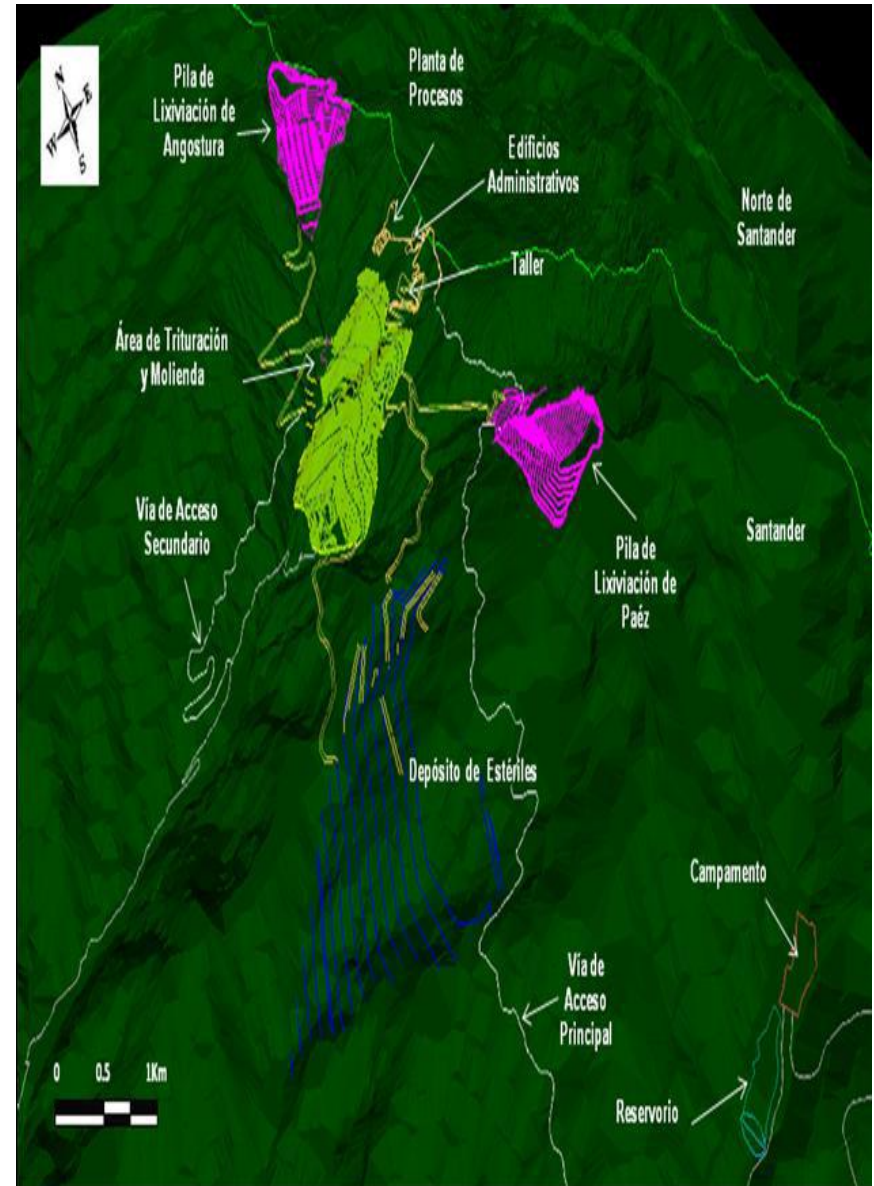 N
E
W
S
Pila de
Lixiviación de
Angostura
Planta de
Procesos
Edificios
Administrativos
Norte de
Santander
Taller
Área de Trituración
y Molienda
Vía de Acceso
Secundario
Pila de
Lixiviación de
Paéz
Santander
Depósito de Estériles
Campamento
Vía de
Acceso
Principal
0 0.5 1Km
Reservorio